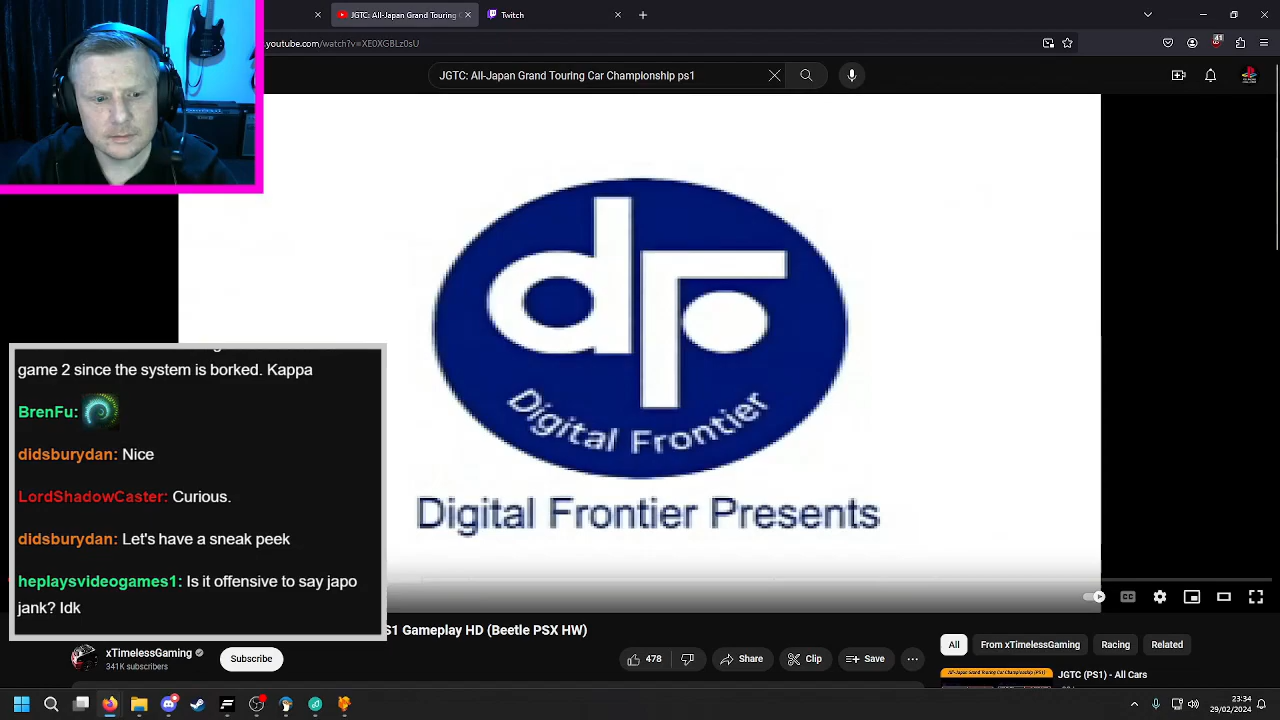 JGTC: All-Japan Grand Touring Car
Twitch
youtube.com/watch?v=XE0XGBLz0sU
41
JGTC: All-Japan Grand Touring Car Championship ps1
Digital Frontier
Digital Frontier Presents
game 2 since the system is borked. Kappa
BrenFu:
didsburydan: Nice
LordShadowCaster: Curious.
didsburydan: Let's have a sneak peek
heplaysvideogames1: Is it offensive to say japo
jank? Idk
CC
S1 Gameplay HD (Beetle PSX HW)
xTimelessGaming
341K subscribers
Subscribe
478
Share
Clip
Save
All
From xTimelessGaming
Racing
Related
JGTC (PS1) - All Cars
23:34
29/02/2024